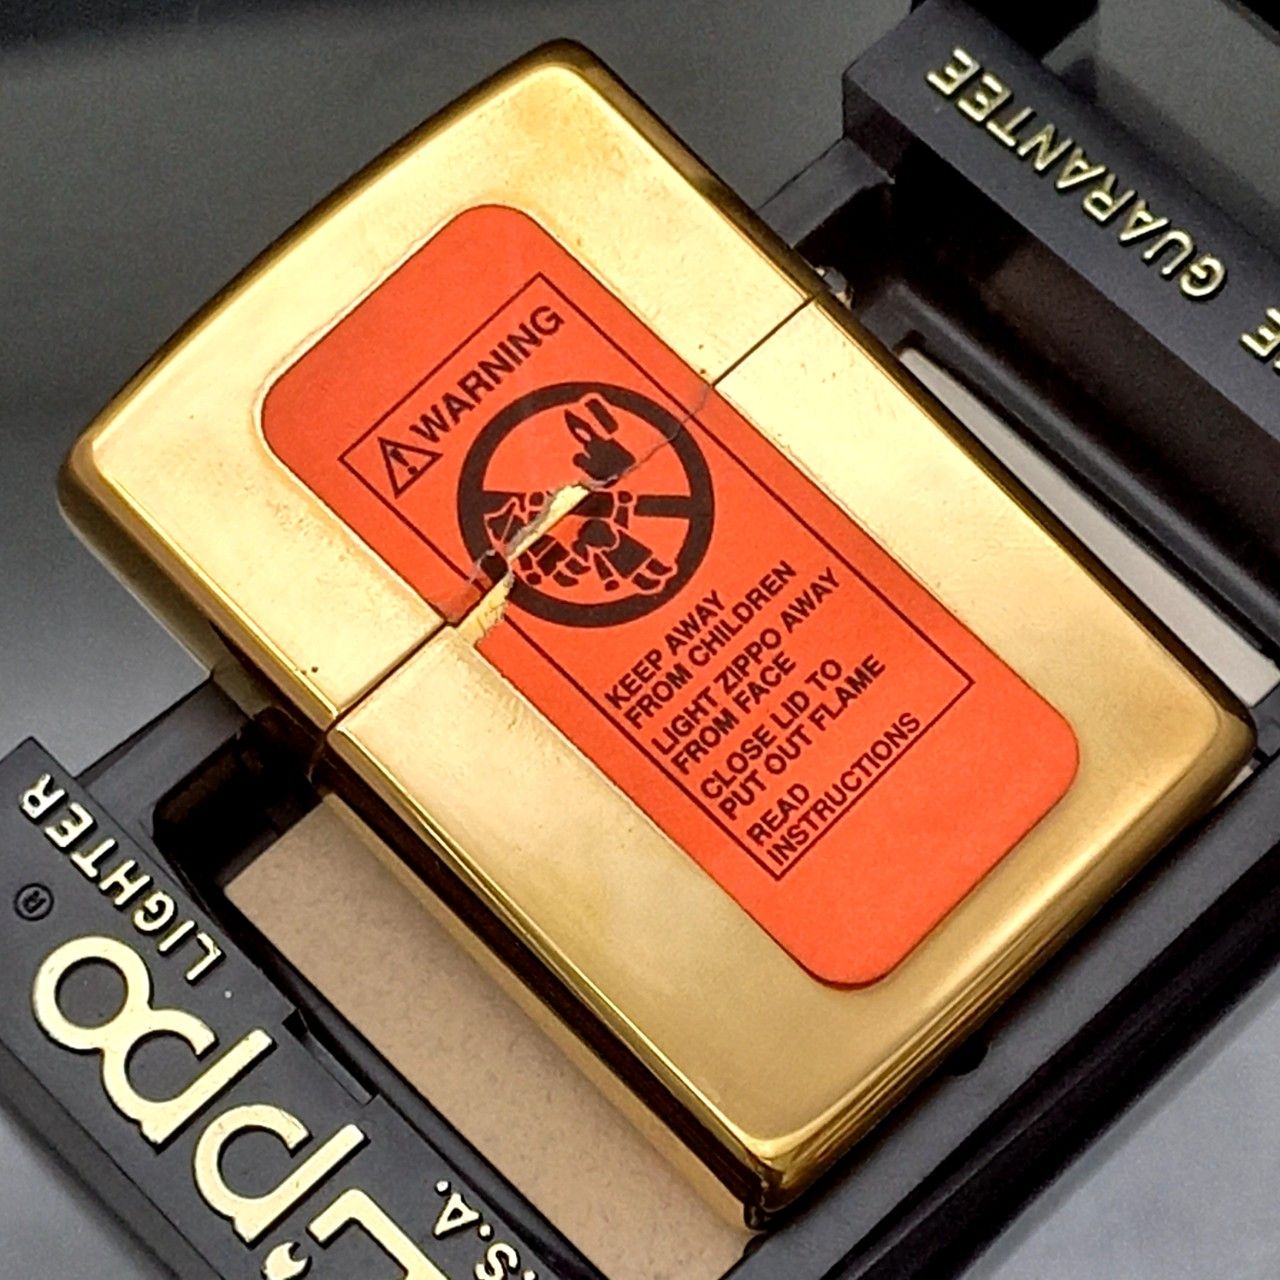 WARNING
KEEP AWAY
FROM CHILDREN
LIGHT ZIPPO AWAY
FROM FACE
CLOSE LID TO
PUT OUT FLAME
READ
INSTRUCTIONS
GUARANTEE
LIGHTER
®